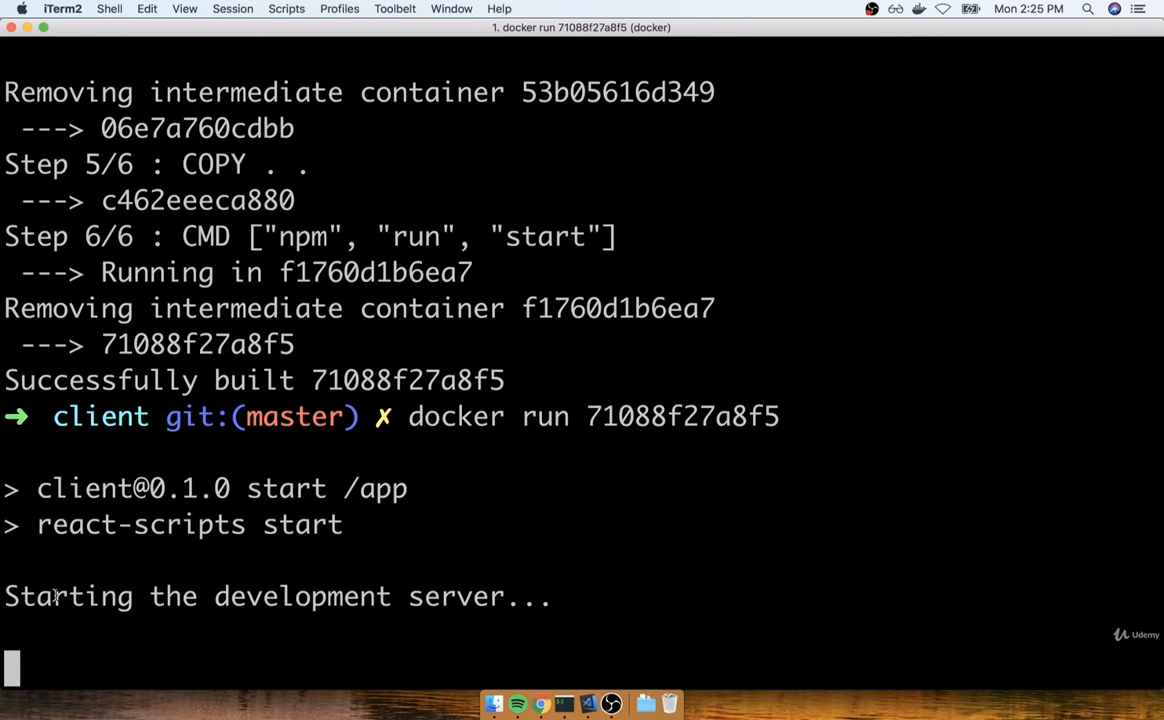 iTerm2 Shell Edit View Session Scripts Profiles Toolbelt Window Help Mon 2:25 PM
1. docker run 71088f27a8f5 (docker)
Removing intermediate container 53b05616d349
---> 06e7a760cdbb
Step 5/6 : COPY . .
---> c462eeeca880
Step 6/6 : CMD ["npm", "run", "start"]
---> Running in f1760d1b6ea7
Removing intermediate container f1760d1b6ea7
---> 71088f27a8f5
Successfully built 71088f27a8f5
➜ client git:(master) ✗ docker run 71088f27a8f5
> client@0.1.0 start /app
> react-scripts start
Starting the development server...
Udemy